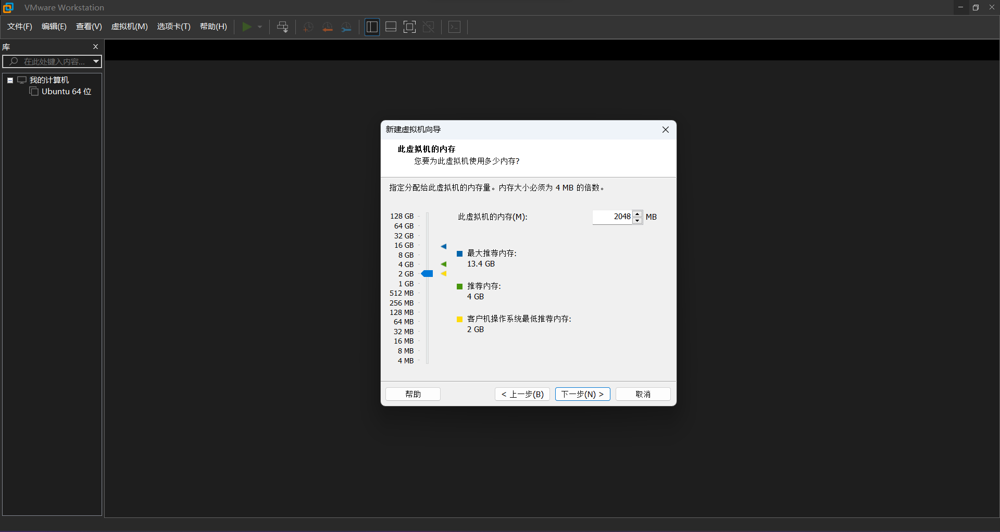 VMware Workstation
文件(F) 编辑(E) 查看(V) 虚拟机(M) 选项卡(T) 帮助(H)
库
在此处键入内容...
我的计算机
Ubuntu 64 位
新建虚拟机向导
此虚拟机的内存
您要为此虚拟机使用多少内存?
指定分配给此虚拟机的内存量。内存大小必须为 4 MB 的倍数。
128 GB
64 GB
32 GB
16 GB
8 GB
4 GB
2 GB
1 GB
512 MB
256 MB
128 MB
64 MB
32 MB
16 MB
8 MB
4 MB
此虚拟机的内存(M): 2048 MB
最大推荐内存:
13.4 GB
推荐内存:
4 GB
客户机操作系统最低推荐内存:
2 GB
帮助 < 上一步(B) 下一步(N) > 取消